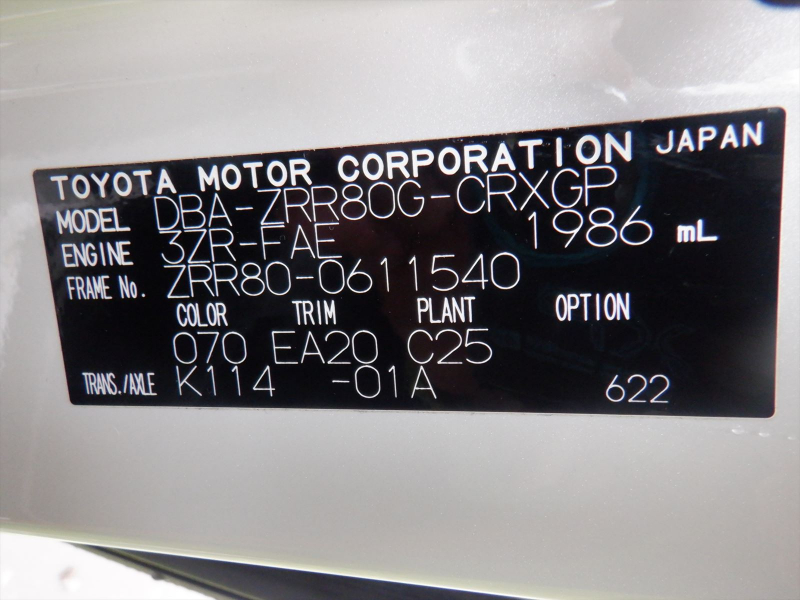 TOYOTA MOTOR CORPORATION JAPAN
MODEL DBA-ZRR80G-CRXGP
ENGINE 3ZR-FAE 1986 mL
FRAME No. ZRR80-0611540
COLOR TRIM PLANT OPTION
070 EA20 C25
TRANS./AXLE K114 -01A 622